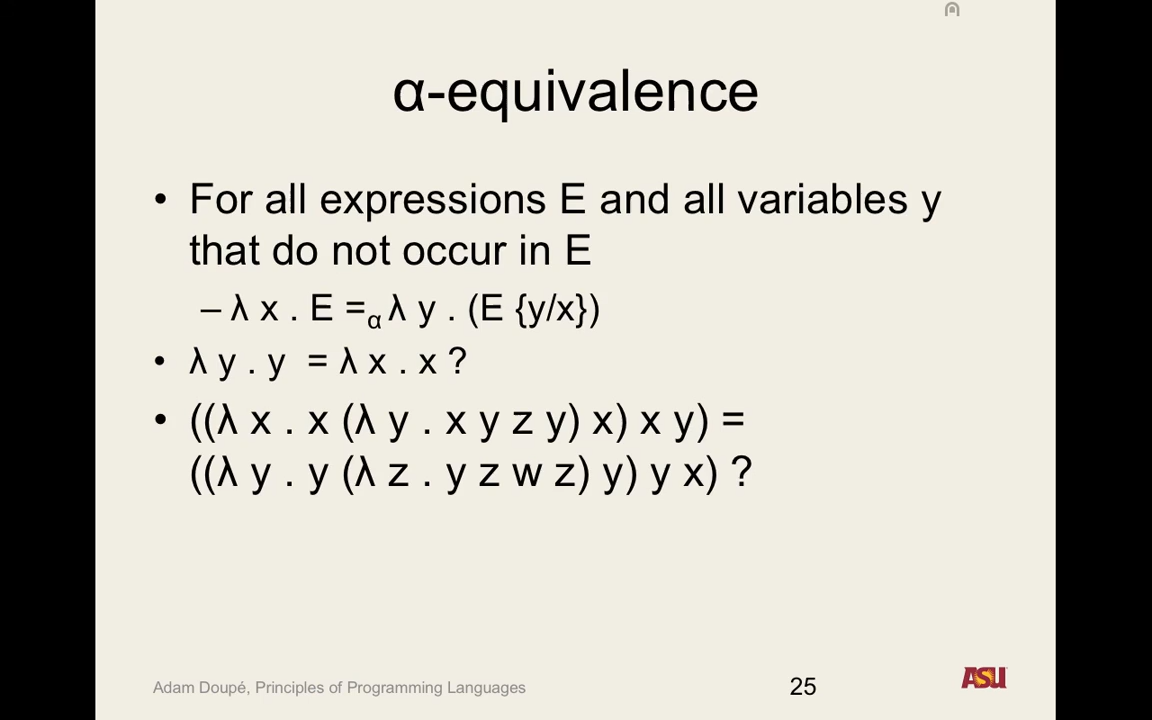 α-equivalence
• For all expressions E and all variables y
that do not occur in E
– λ x . E =α λ y . (E {y/x})
• λ y . y = λ x . x ?
• ((λ x . x (λ y . x y z y) x) x y) =
((λ y . y (λ z . y z w z) y) y x) ?
Adam Doupé, Principles of Programming Languages
25
ASU